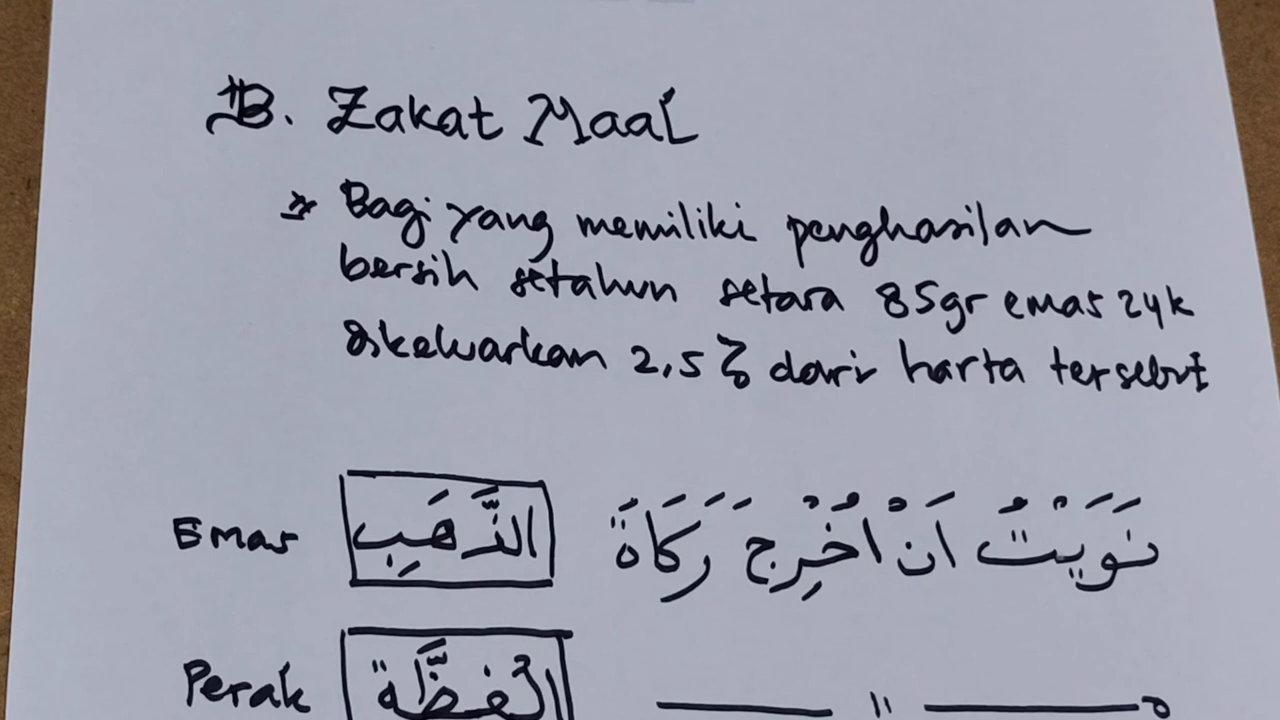 B. Zakat Maal
* Bagi yang memiliki penghasilan
bersih setahun setara 85gr emas 24k
dikeluarkan 2,5% dari harta tersebut
Emas الذَّهَبِ نَوَيْتُ اَنْ اُخْرِجَ زَكَاةَ
Perak الفضَّة 〃